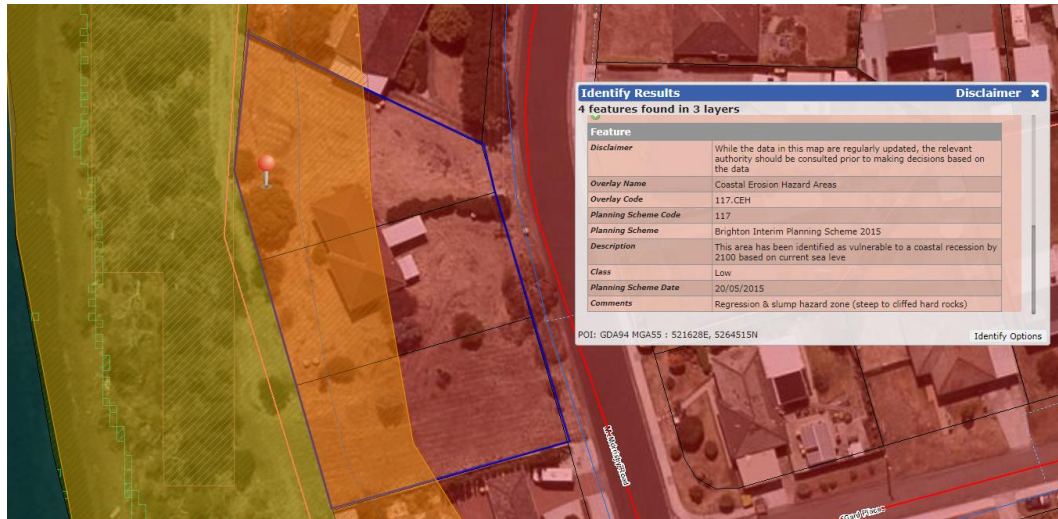 Identify Results Disclaimer ×
4 features found in 3 layers
Feature
Disclaimer While the data in this map are regularly updated, the relevant
authority should be consulted prior to making decisions based on
the data
Overlay Name Coastal Erosion Hazard Areas
Overlay Code 117.CEH
Planning Scheme Code 117
Planning Scheme Brighton Interim Planning Scheme 2015
Description This area has been identified as vulnerable to a coastal recession by
2100 based on current sea leve
Class Low
Planning Scheme Date 20/05/2015
Comments Regression & slump hazard zone (steep to cliffed hard rocks)
POI: GDA94 MGA55 : 521628E, 5264515N Identify Options
Road
Place